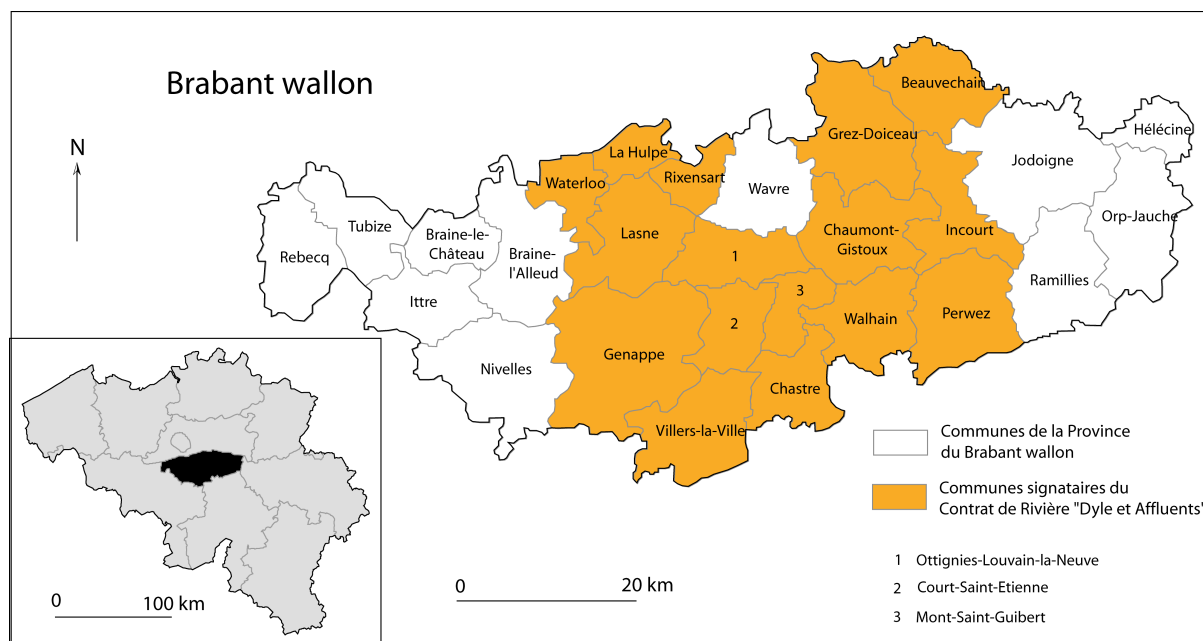 Brabant wallon
N
Beauvechain
Grez-Doiceau
Hélécine
La Hulpe
Jodoigne
Waterloo
Rixensart
Wavre
Orp-Jauche
Tubize
Braine-le-
Château
Lasne
Chaumont-
Gistoux
Incourt
Rebecq
Braine-
l'Alleud
1
Ramillies
Ittre
3
Walhain
Perwez
2
Genappe
Nivelles
Chastre
Villers-la-Ville
Communes de la Province
du Brabant wallon
Communes signataires du
Contrat de Rivière "Dyle et Affluents"
1 Ottignies-Louvain-la-Neuve
2 Court-Saint-Etienne
3 Mont-Saint-Guibert
0 20 km
0 100 km